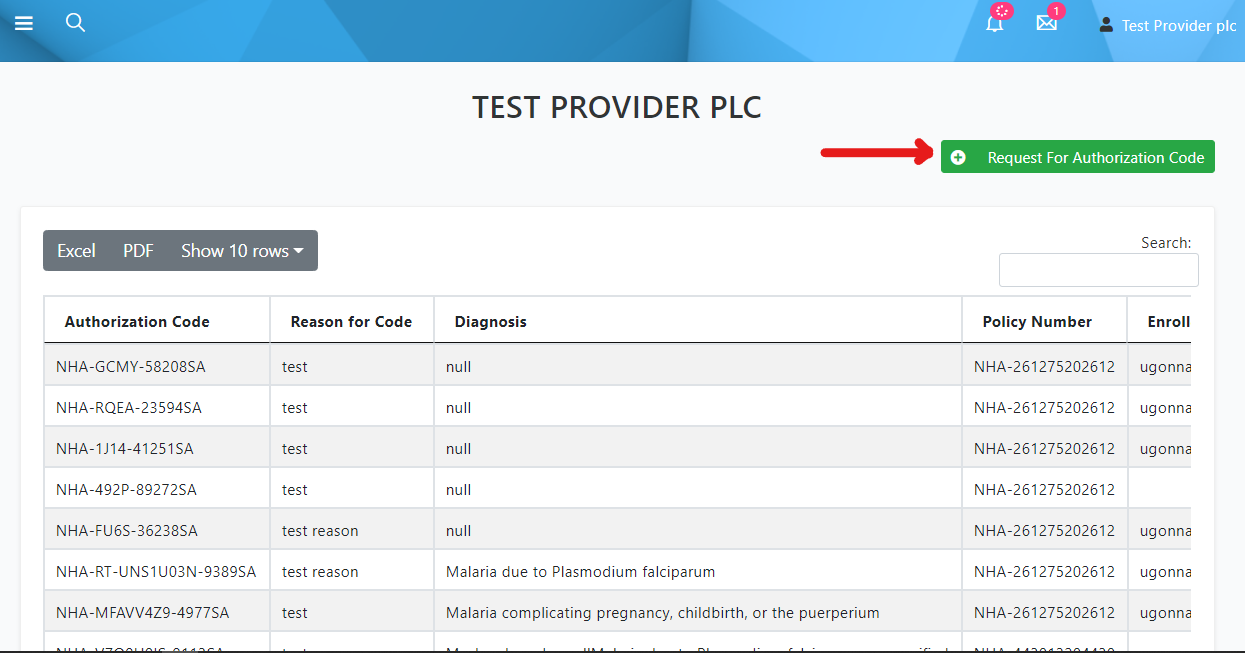 1
Test Provider plc
TEST PROVIDER PLC
Request For Authorization Code
Excel PDF Show 10 rows
Search:
Authorization Code Reason for Code Diagnosis Policy Number Enroll
NHA-GCMY-58208SA test null NHA-261275202612 ugonna
NHA-RQEA-23594SA test null NHA-261275202612 ugonna
NHA-1J14-41251SA test null NHA-261275202612 ugonna
NHA-492P-89272SA test null NHA-261275202612
NHA-FU6S-36238SA test reason null NHA-261275202612 ugonna
NHA-RT-UNS1U03N-9389SA test reason Malaria due to Plasmodium falciparum NHA-261275202612 ugonna
NHA-MFAVV4Z9-4977SA test Malaria complicating pregnancy, childbirth, or the puerperium NHA-261275202612 ugonna